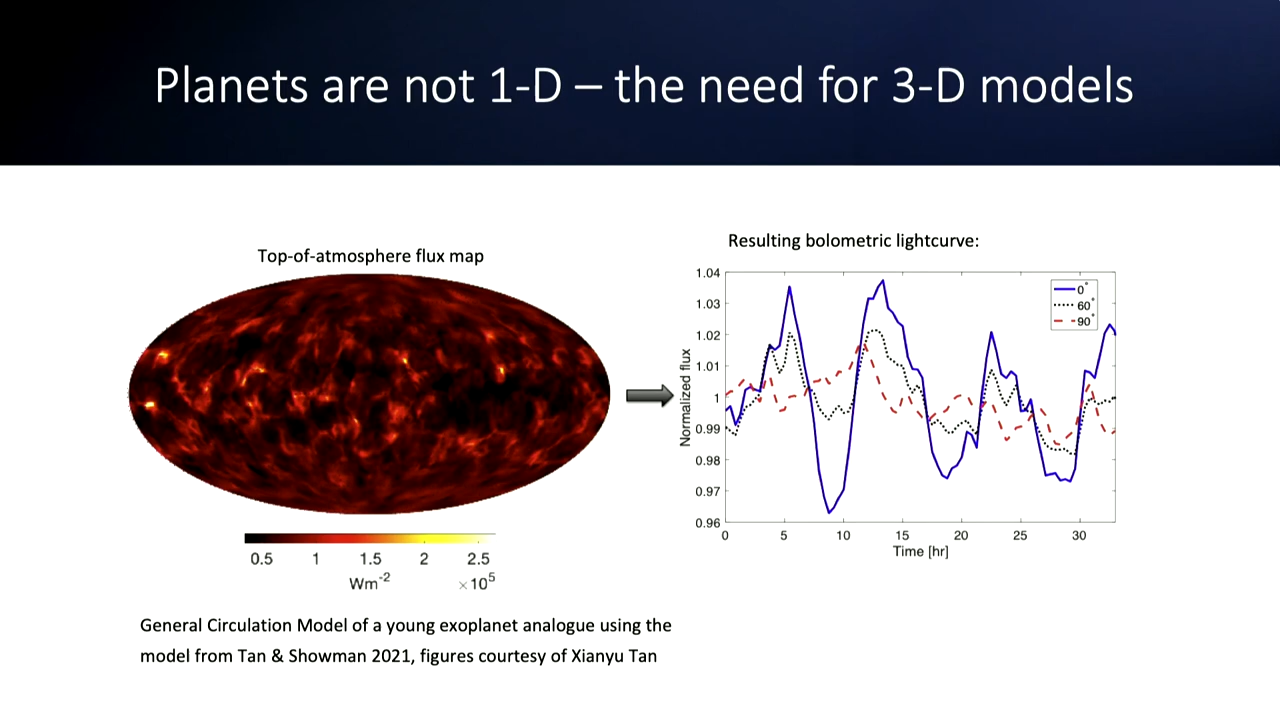 Planets are not 1-D – the need for 3-D models
Top-of-atmosphere flux map
0.5 1 1.5 2 2.5
Wm-2 ×10^5
Resulting bolometric lightcurve:
1.04
1.03
1.02
1.01
1
0.99
0.98
0.97
0.96
Normalized flux
0°
60°
90°
0 5 10 15 20 25 30
Time [hr]
General Circulation Model of a young exoplanet analogue using the
model from Tan & Showman 2021, figures courtesy of Xianyu Tan